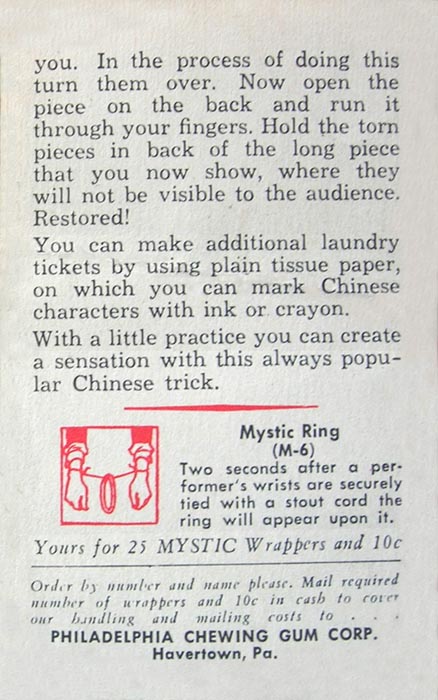 you. In the process of doing this
turn them over. Now open the
piece on the back and run it
through your fingers. Hold the torn
pieces in back of the long piece
that you now show, where they
will not be visible to the audience.
Restored!
You can make additional laundry
tickets by using plain tissue paper,
on which you can mark Chinese
characters with ink or crayon.
With a little practice you can create
a sensation with this always popu-
lar Chinese trick.
Mystic Ring
(M-6)
Two seconds after a per-
former's wrists are securely
tied with a stout cord the
ring will appear upon it.
Yours for 25 MYSTIC Wrappers and 10c
Order by number and name please. Mail required
number of wrappers and 10c in cash to cover
our handling and mailing costs to . . .
PHILADELPHIA CHEWING GUM CORP.
Havertown, Pa.